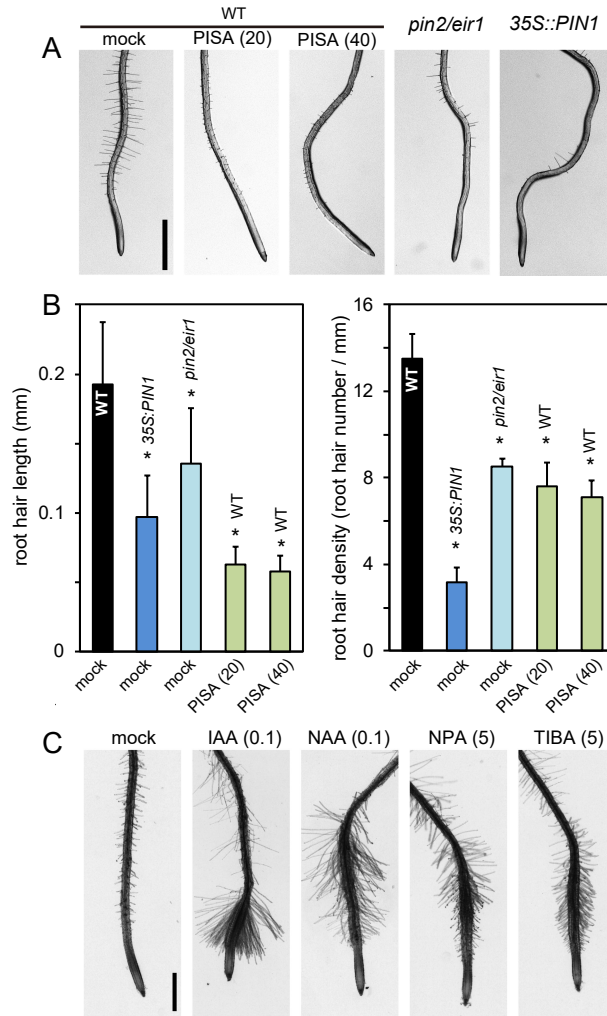 A
WT
mock PISA (20) PISA (40) pin2/eir1 35S::PIN1
B
root hair length (mm)
0.2
0.1
0
WT
* 35S:PIN1
* pin2/eir1
* WT
* WT
mock mock mock PISA (20) PISA (40)
root hair density (root hair number / mm)
16
12
8
4
0
WT
* 35S:PIN1
* pin2/eir1
* WT
* WT
mock mock mock PISA (20) PISA (40)
C
mock IAA (0.1) NAA (0.1) NPA (5) TIBA (5)